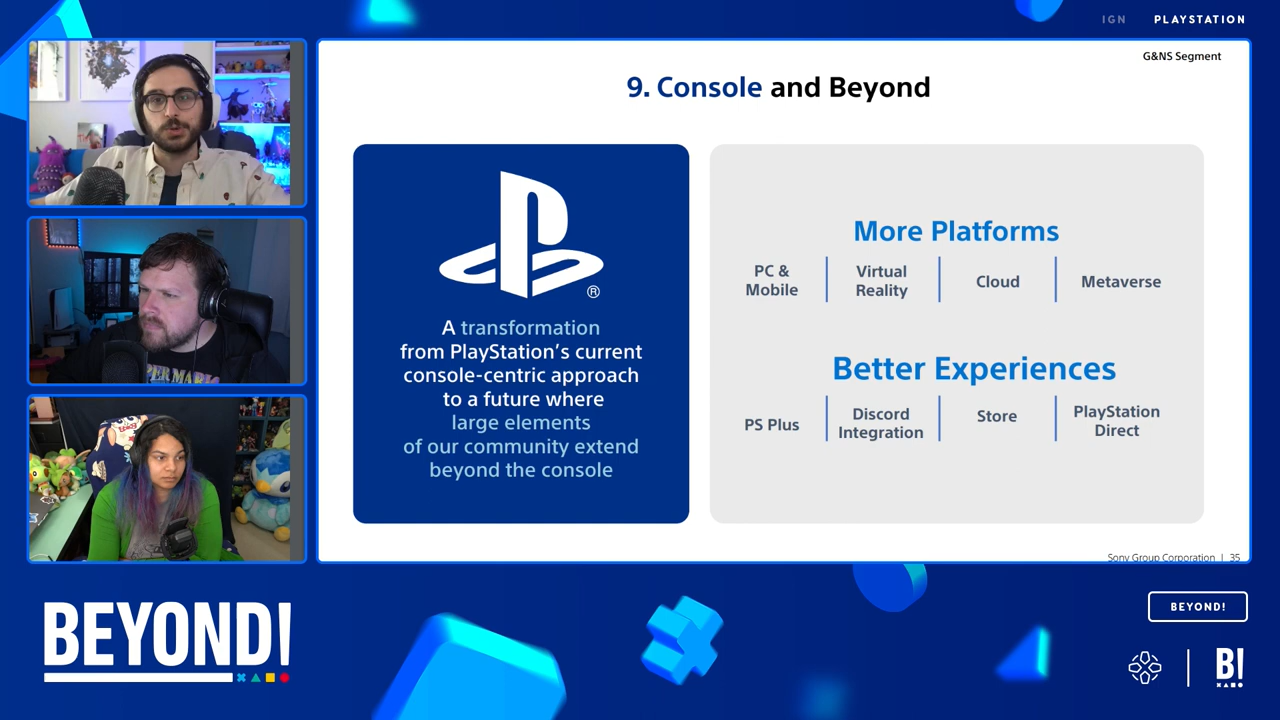 IGN PLAYSTATION
G&NS Segment
9. Console and Beyond
®
A transformation
from PlayStation's current
console-centric approach
to a future where
large elements
of our community extend
beyond the console
More Platforms
PC &
Mobile
Virtual
Reality
Cloud
Metaverse
Better Experiences
PS Plus
Discord
Integration
Store
PlayStation
Direct
Sony Group Corporation | 35
BEYOND!
BEYOND!
B!